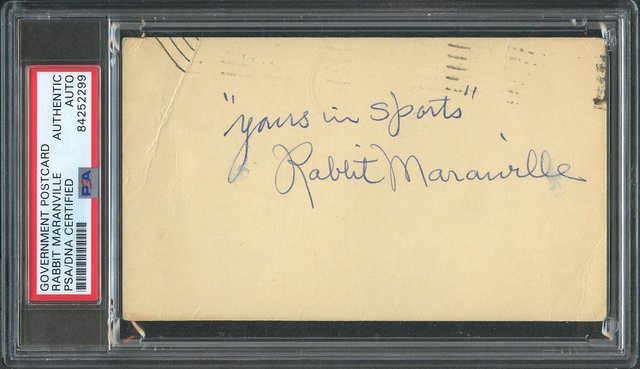 GOVERNMENT POSTCARD
RABBIT MARANVILLE
PSA/DNA CERTIFIED
AUTHENTIC
AUTO
84252299
PSA
"yours in sports"
Rabbit Maranville